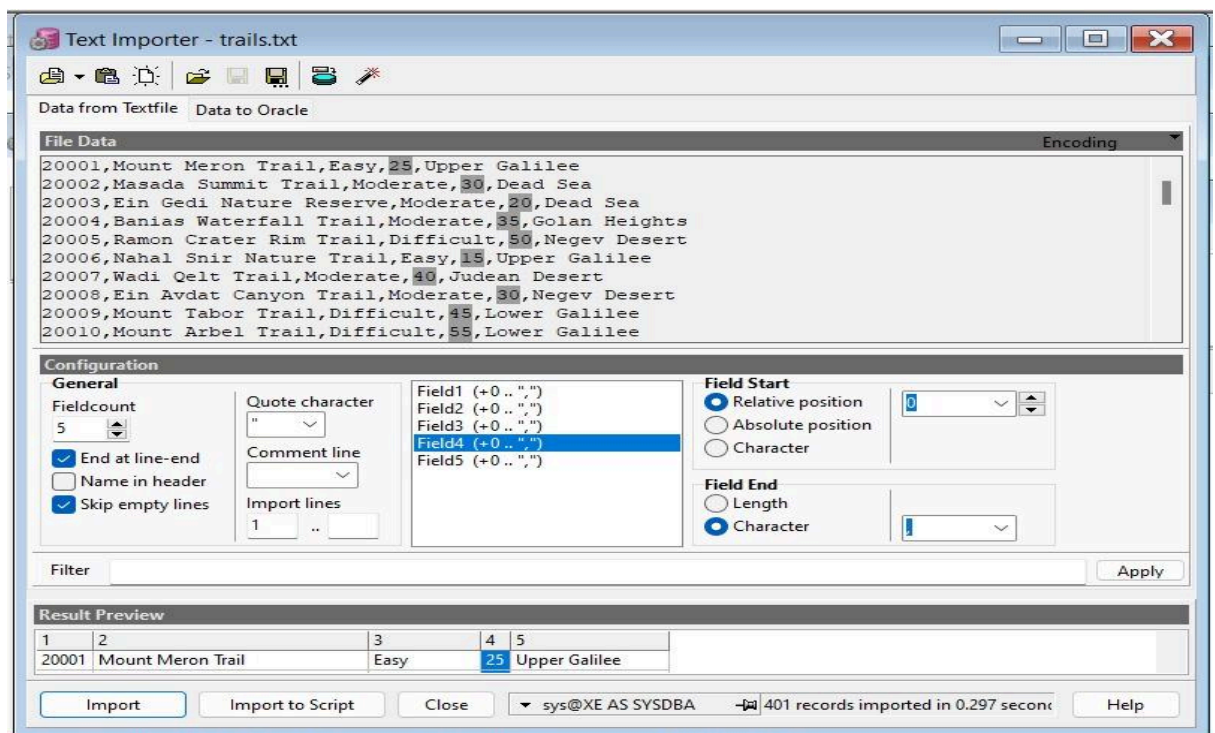 Text Importer - trails.txt
Data from Textfile Data to Oracle
File Data Encoding
20001,Mount Meron Trail,Easy,25,Upper Galilee
20002,Masada Summit Trail,Moderate,30,Dead Sea
20003,Ein Gedi Nature Reserve,Moderate,20,Dead Sea
20004,Banias Waterfall Trail,Moderate,35,Golan Heights
20005,Ramon Crater Rim Trail,Difficult,50,Negev Desert
20006,Nahal Snir Nature Trail,Easy,15,Upper Galilee
20007,Wadi Qelt Trail,Moderate,40,Judean Desert
20008,Ein Avdat Canyon Trail,Moderate,30,Negev Desert
20009,Mount Tabor Trail,Difficult,45,Lower Galilee
20010,Mount Arbel Trail,Difficult,55,Lower Galilee
Configuration
General
Fieldcount
5
End at line-end
Name in header
Skip empty lines
Quote character
"
Comment line
Import lines
1 ..
Field1 (+0 .. ",")
Field2 (+0 .. ",")
Field3 (+0 .. ",")
Field4 (+0 .. ",")
Field5 (+0 .. ",")
Field Start
Relative position 0
Absolute position
Character
Field End
Length
Character ,
Filter Apply
Result Preview
1 2 3 4 5
20001 Mount Meron Trail Easy 25 Upper Galilee
Import Import to Script Close sys@XE AS SYSDBA 401 records imported in 0.297 Help